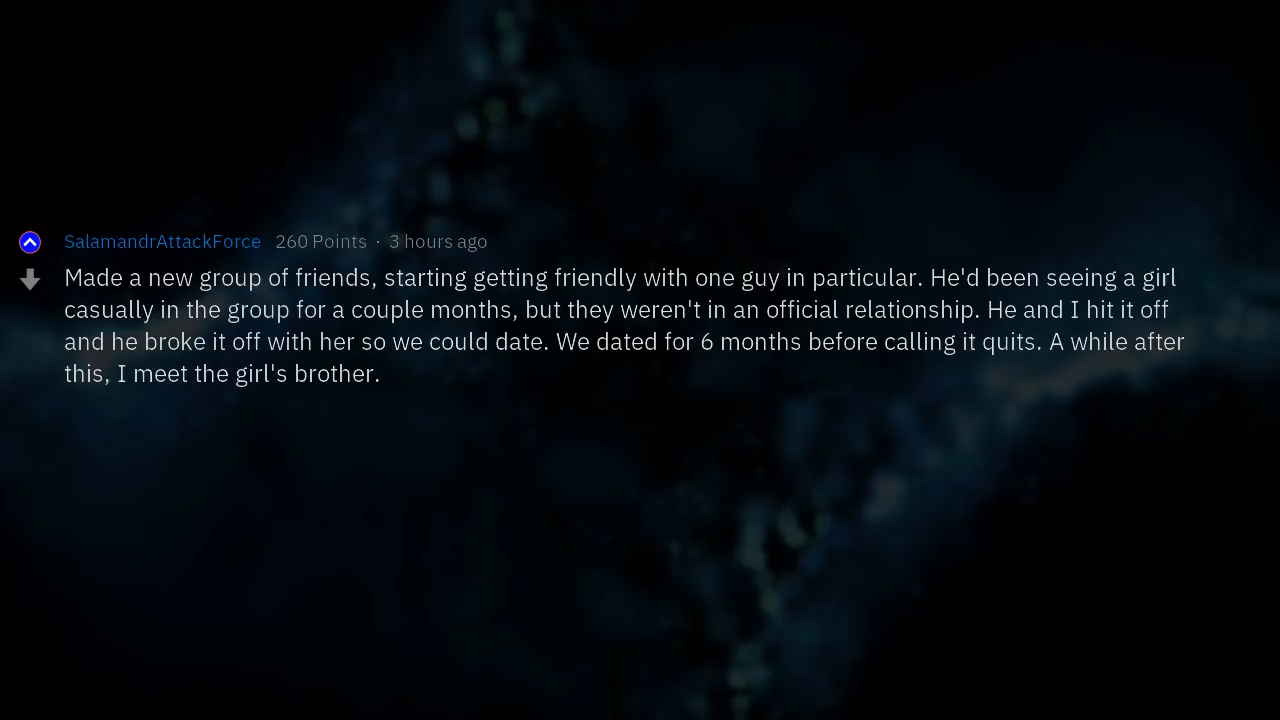 SalamandrAttackForce 260 Points · 3 hours ago
Made a new group of friends, starting getting friendly with one guy in particular. He'd been seeing a girl
casually in the group for a couple months, but they weren't in an official relationship. He and I hit it off
and he broke it off with her so we could date. We dated for 6 months before calling it quits. A while after
this, I meet the girl's brother.